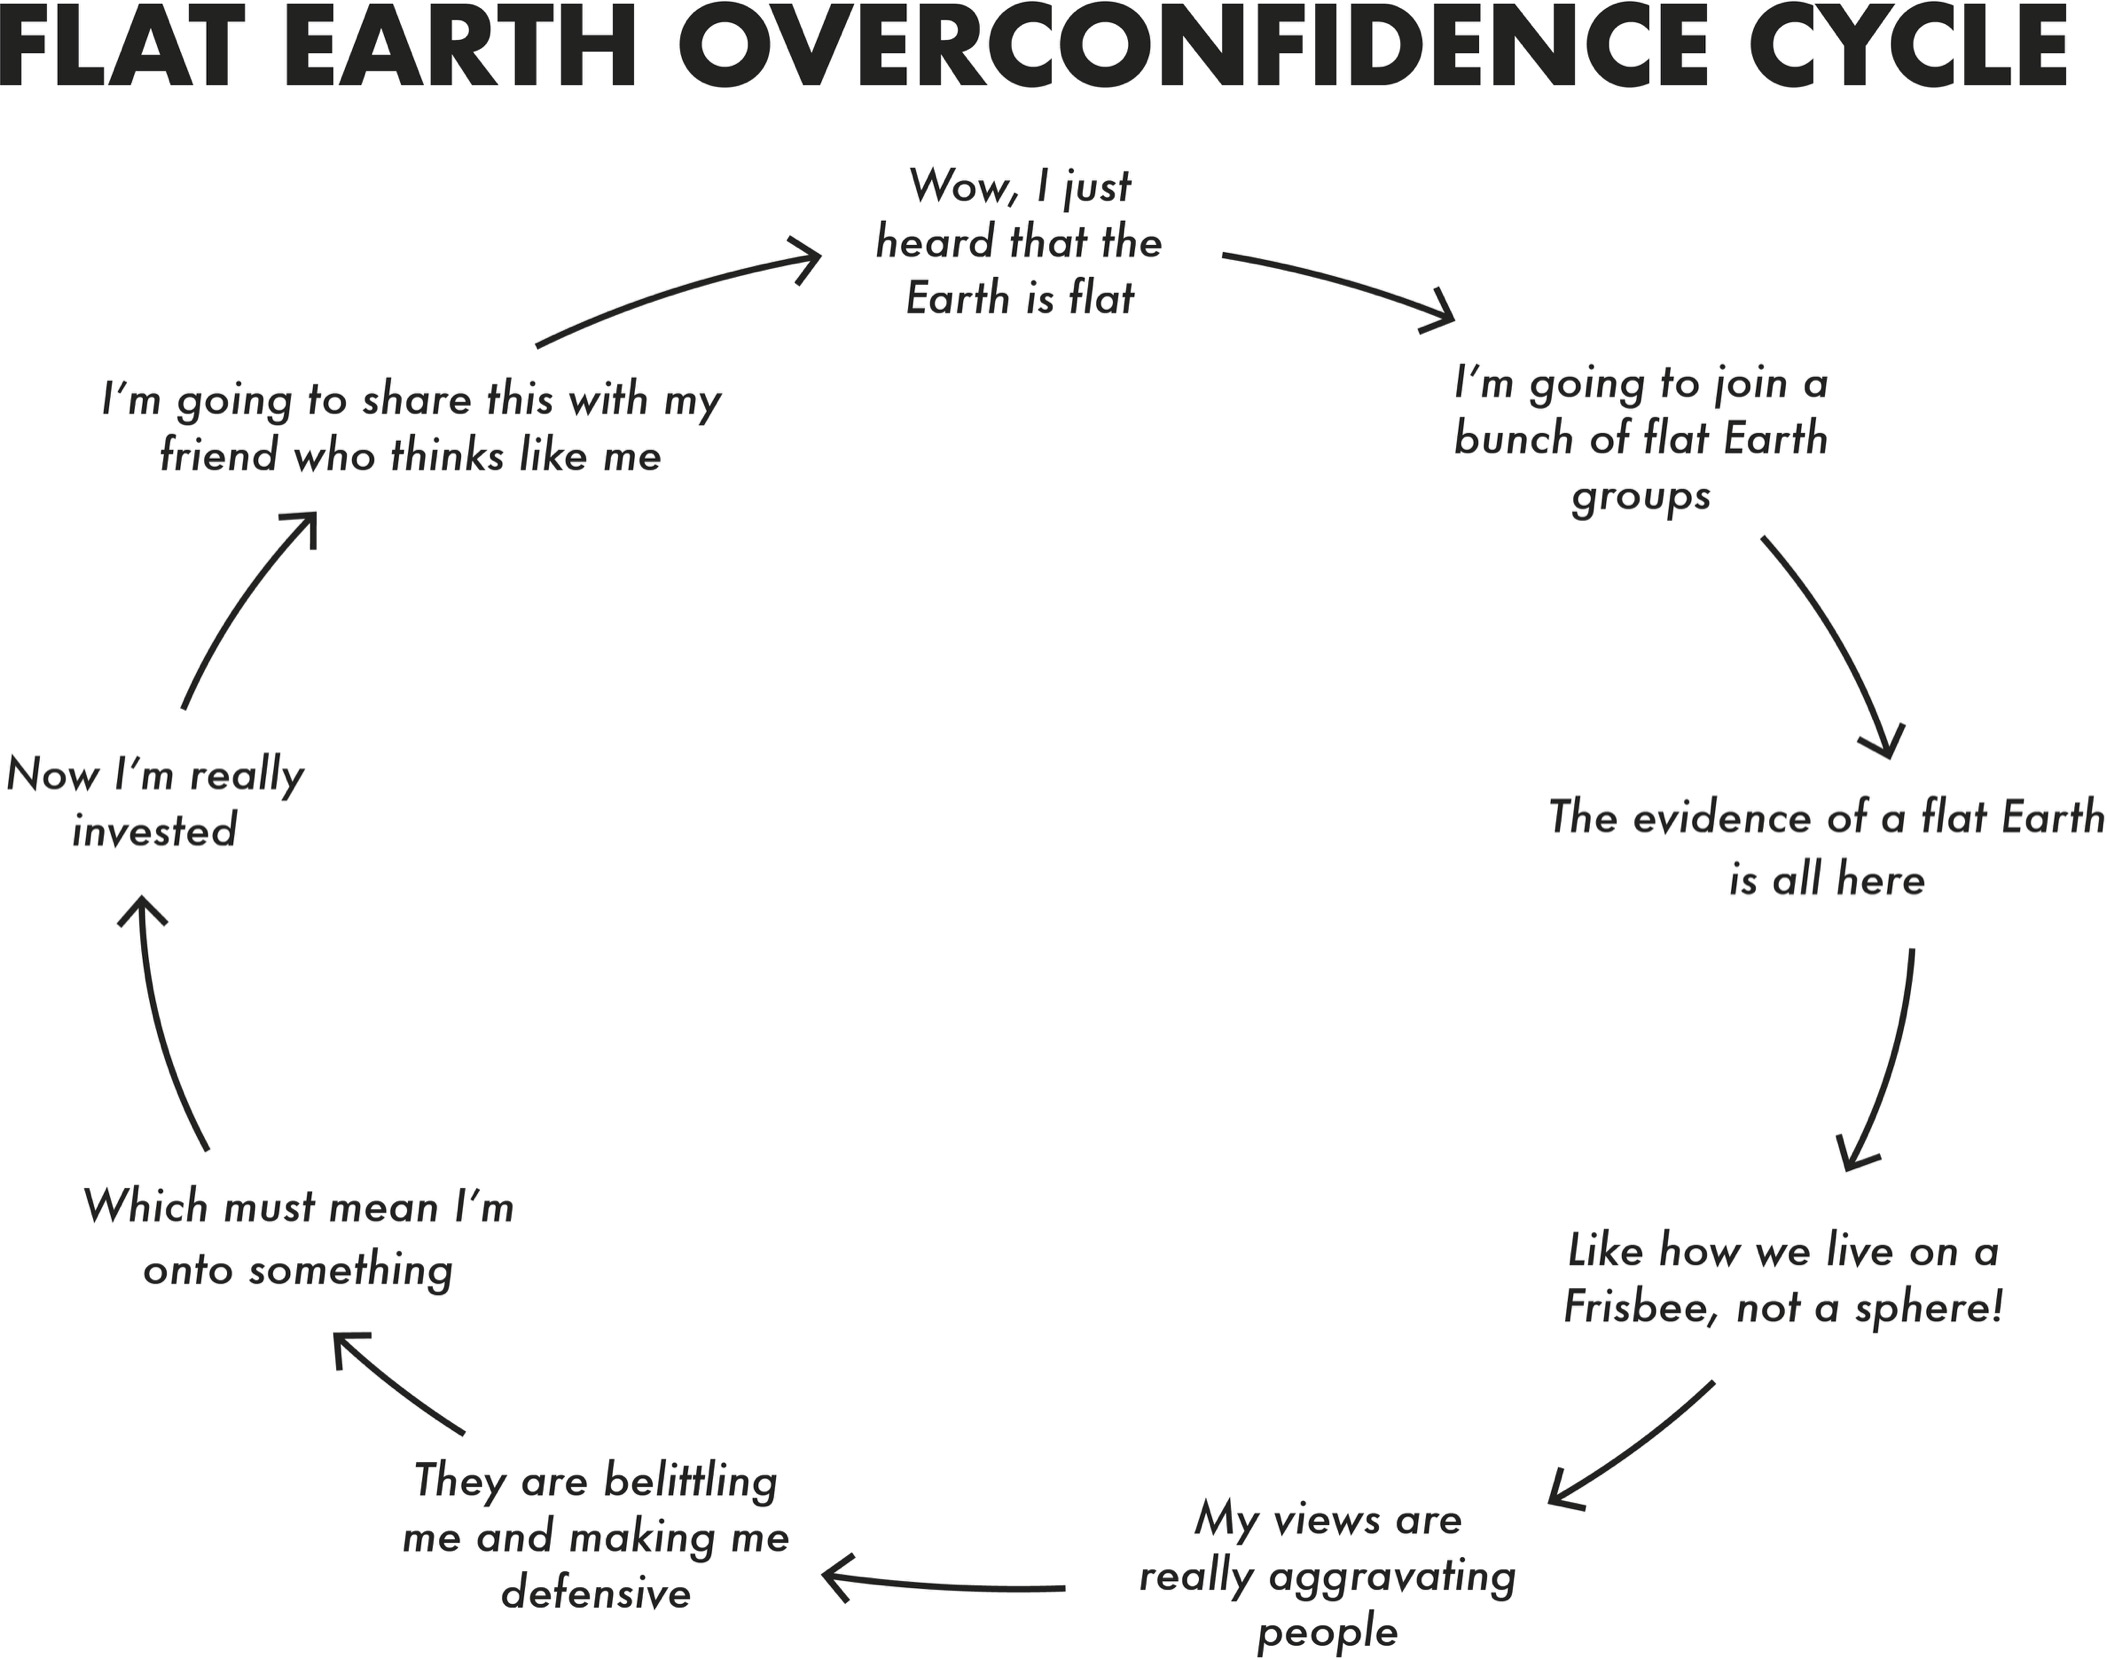 FLAT EARTH OVERCONFIDENCE CYCLE
Wow, I just
heard that the
Earth is flat
I’m going to join a
bunch of flat Earth
groups
The evidence of a flat Earth
is all here
Like how we live on a
Frisbee, not a sphere!
My views are
really aggravating
people
They are belittling
me and making me
defensive
Which must mean I’m
onto something
Now I’m really
invested
I’m going to share this with my
friend who thinks like me